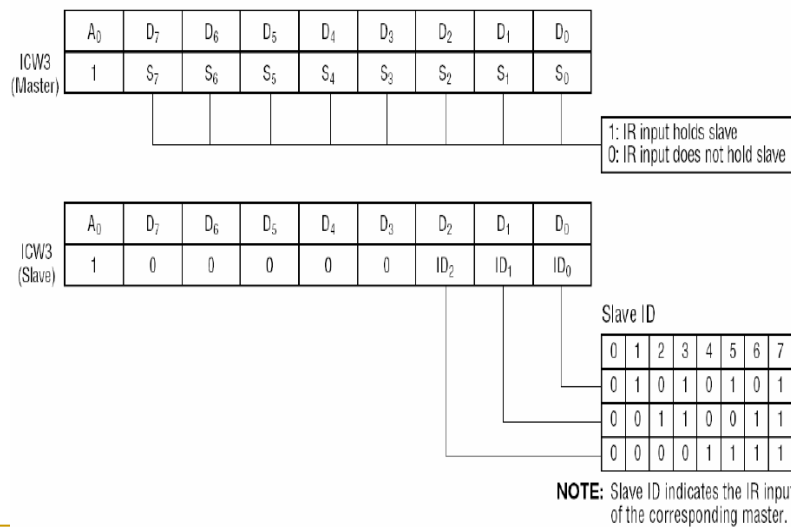 A₀ D₇ D₆ D₅ D₄ D₃ D₂ D₁ D₀
ICW3
(Master)
1 S₇ S₆ S₅ S₄ S₃ S₂ S₁ S₀
1: IR input holds slave
0: IR input does not hold slave
A₀ D₇ D₆ D₅ D₄ D₃ D₂ D₁ D₀
ICW3
(Slave)
1 0 0 0 0 0 ID₂ ID₁ ID₀
Slave ID
0 1 2 3 4 5 6 7
0 1 0 1 0 1 0 1
0 0 1 1 0 0 1 1
0 0 0 0 1 1 1 1
NOTE: Slave ID indicates the IR input
of the corresponding master.